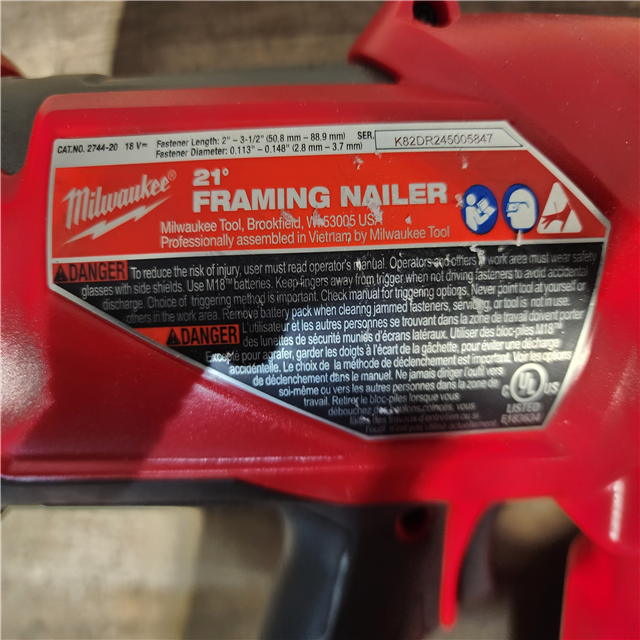 CAT.NO. 2744-20 18 V⎓ Fastener Length: 2" – 3-1/2" (50.8 mm – 88.9 mm) SER.
Fastener Diameter: 0.113" – 0.148" (2.8 mm – 3.7 mm)
K82DR245005847
Milwaukee®
21°
FRAMING NAILER
Milwaukee Tool, Brookfield, WI 53005 USA
Professionally assembled in Vietnam by Milwaukee Tool
DANGER To reduce the risk of injury, user must read operator's manual. Operators and others in work area must wear safety
glasses with side shields. Use M18™ batteries. Keep fingers away from trigger when not driving fasteners to avoid accidental
discharge. Choice of triggering method is important. Check manual for triggering options. Never point tool at yourself or
others in the work area. Remove battery pack when clearing jammed fasteners, servicing, or tool is not in use.
DANGER L'utilisateur et les autres personnes se trouvant dans la zone de travail doivent porter
des lunettes de sécurité munies d'écrans latéraux. Utiliser des bloc-piles M18™
Excepté pour agrafer, garder les doigts à l'écart de la gâchette, pour éviter une mise
accidentelle. Le choix de la méthode de déclenchement est important. Voir les options
de déclenchement dans le manuel. Ne jamais diriger l'outil vers
soi-même ou vers les autres personnes dans la zone de
travail. Retirer le bloc-piles lorsque vous
UL
C US
LISTED
E183634